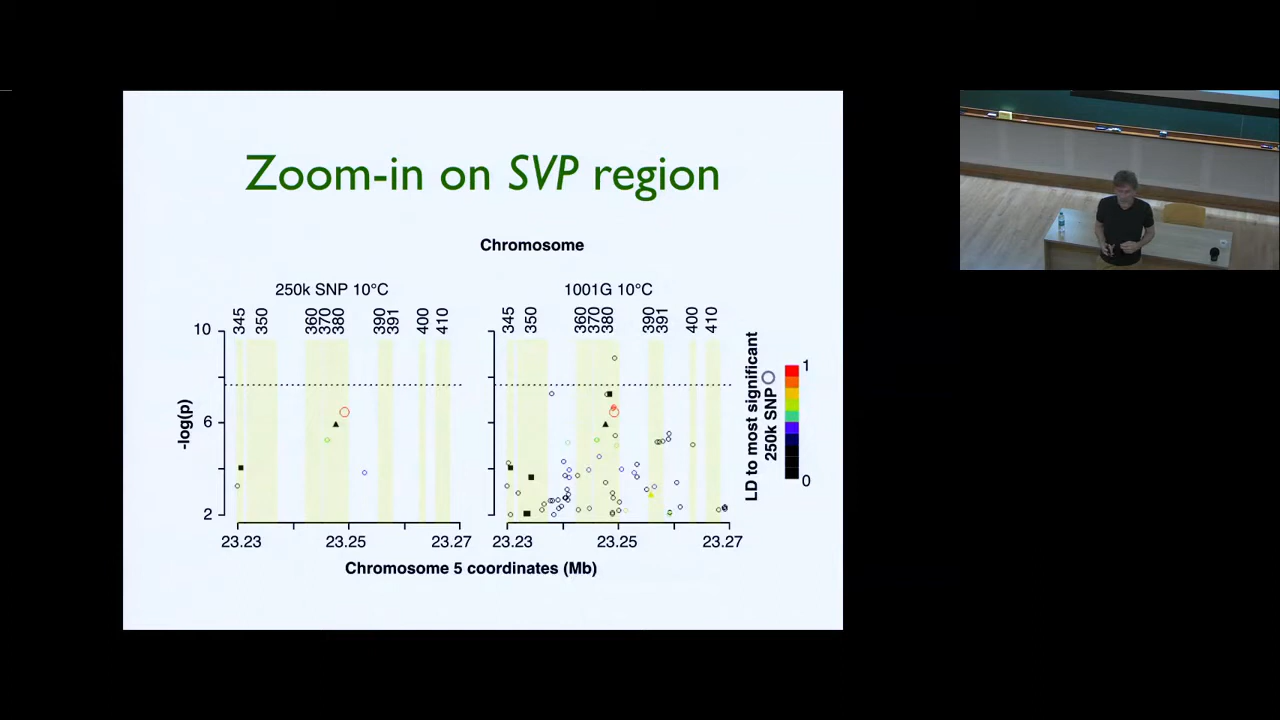 Zoom-in on SVP region
Chromosome
250k SNP 10°C
1001G 10°C
345 350 360 370 380 390 391 400 410
345 350 360 370 380 390 391 400 410
10
6
2
-log(p)
23.23 23.25 23.27
23.23 23.25 23.27
Chromosome 5 coordinates (Mb)
LD to most significant
250k SNP
1
0